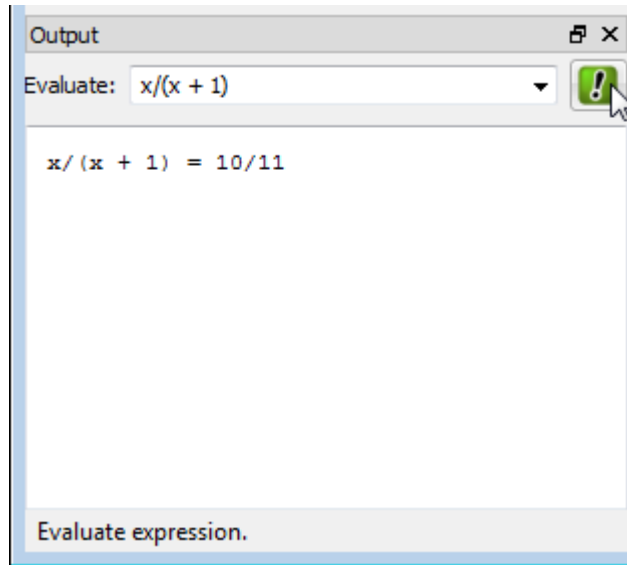 Output
Evaluate: x/(x + 1)
x/(x + 1) = 10/11
Evaluate expression.